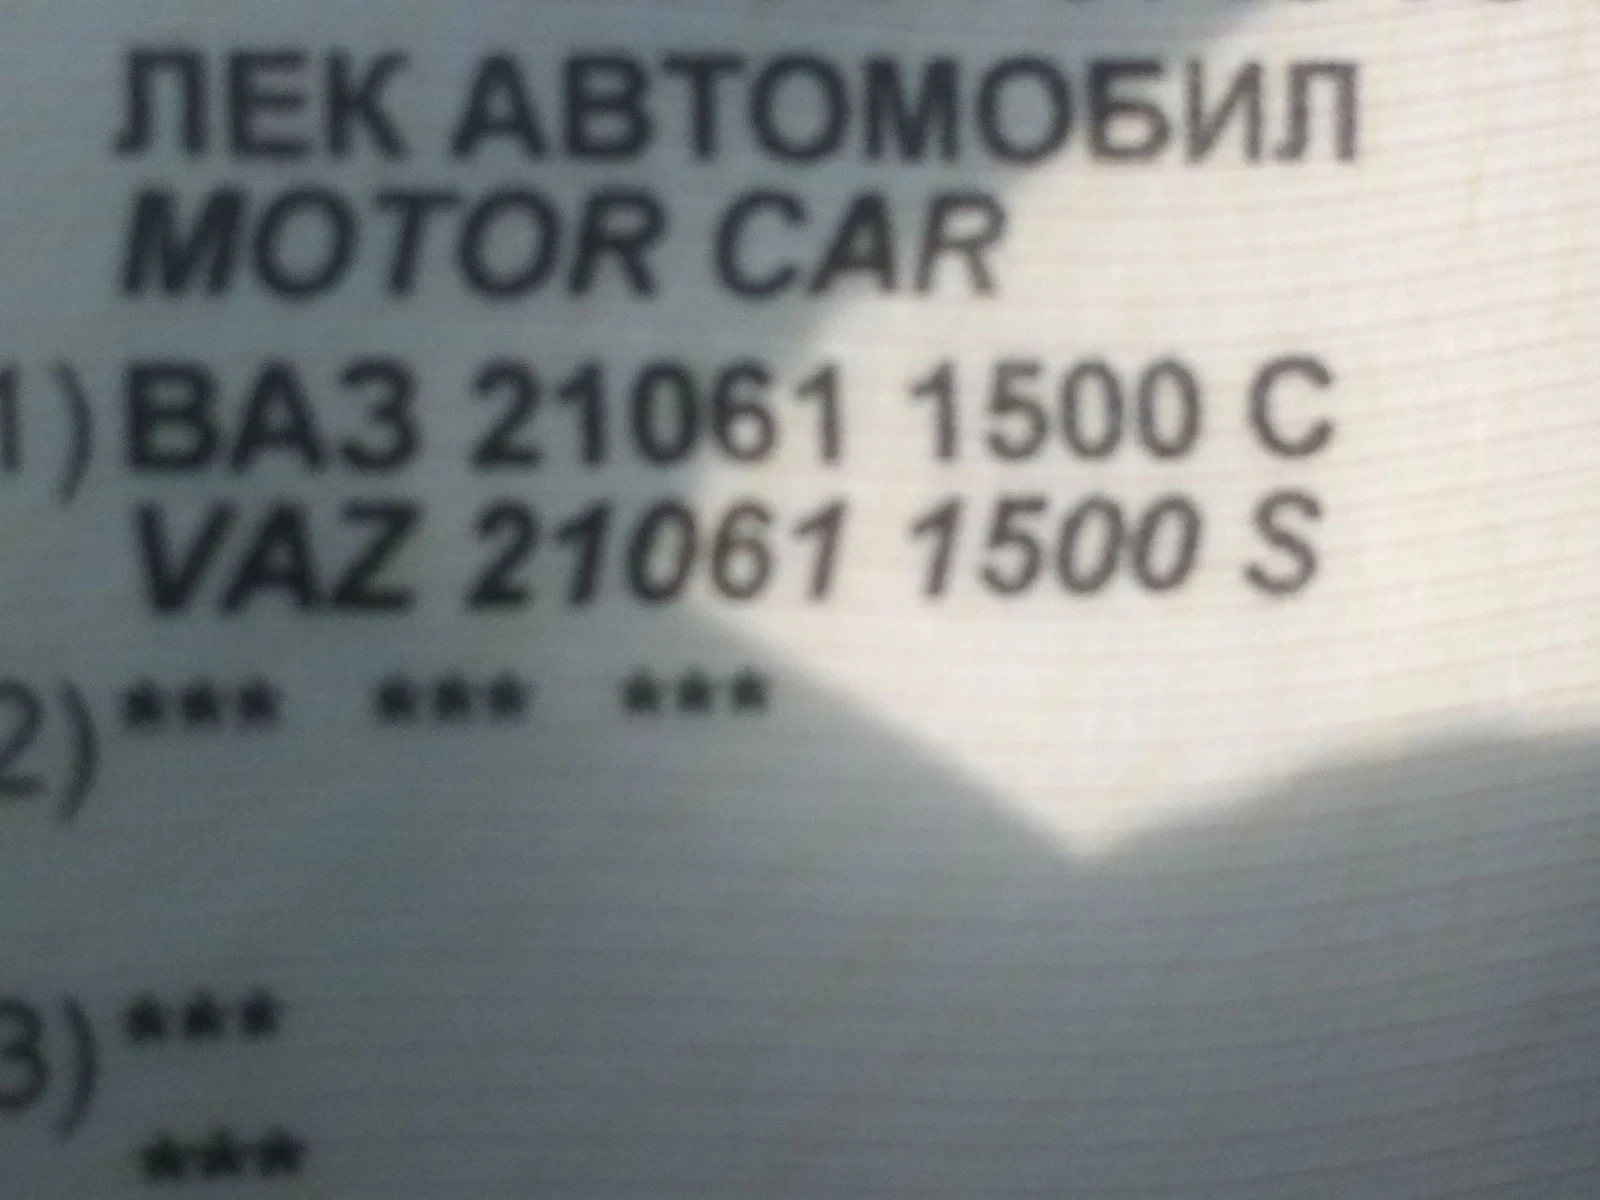 ЛЕК АВТОМОБИЛ
MOTOR CAR
1) ВАЗ 21061 1500 С
VAZ 21061 1500 S
2) *** *** ***
3) ***
***